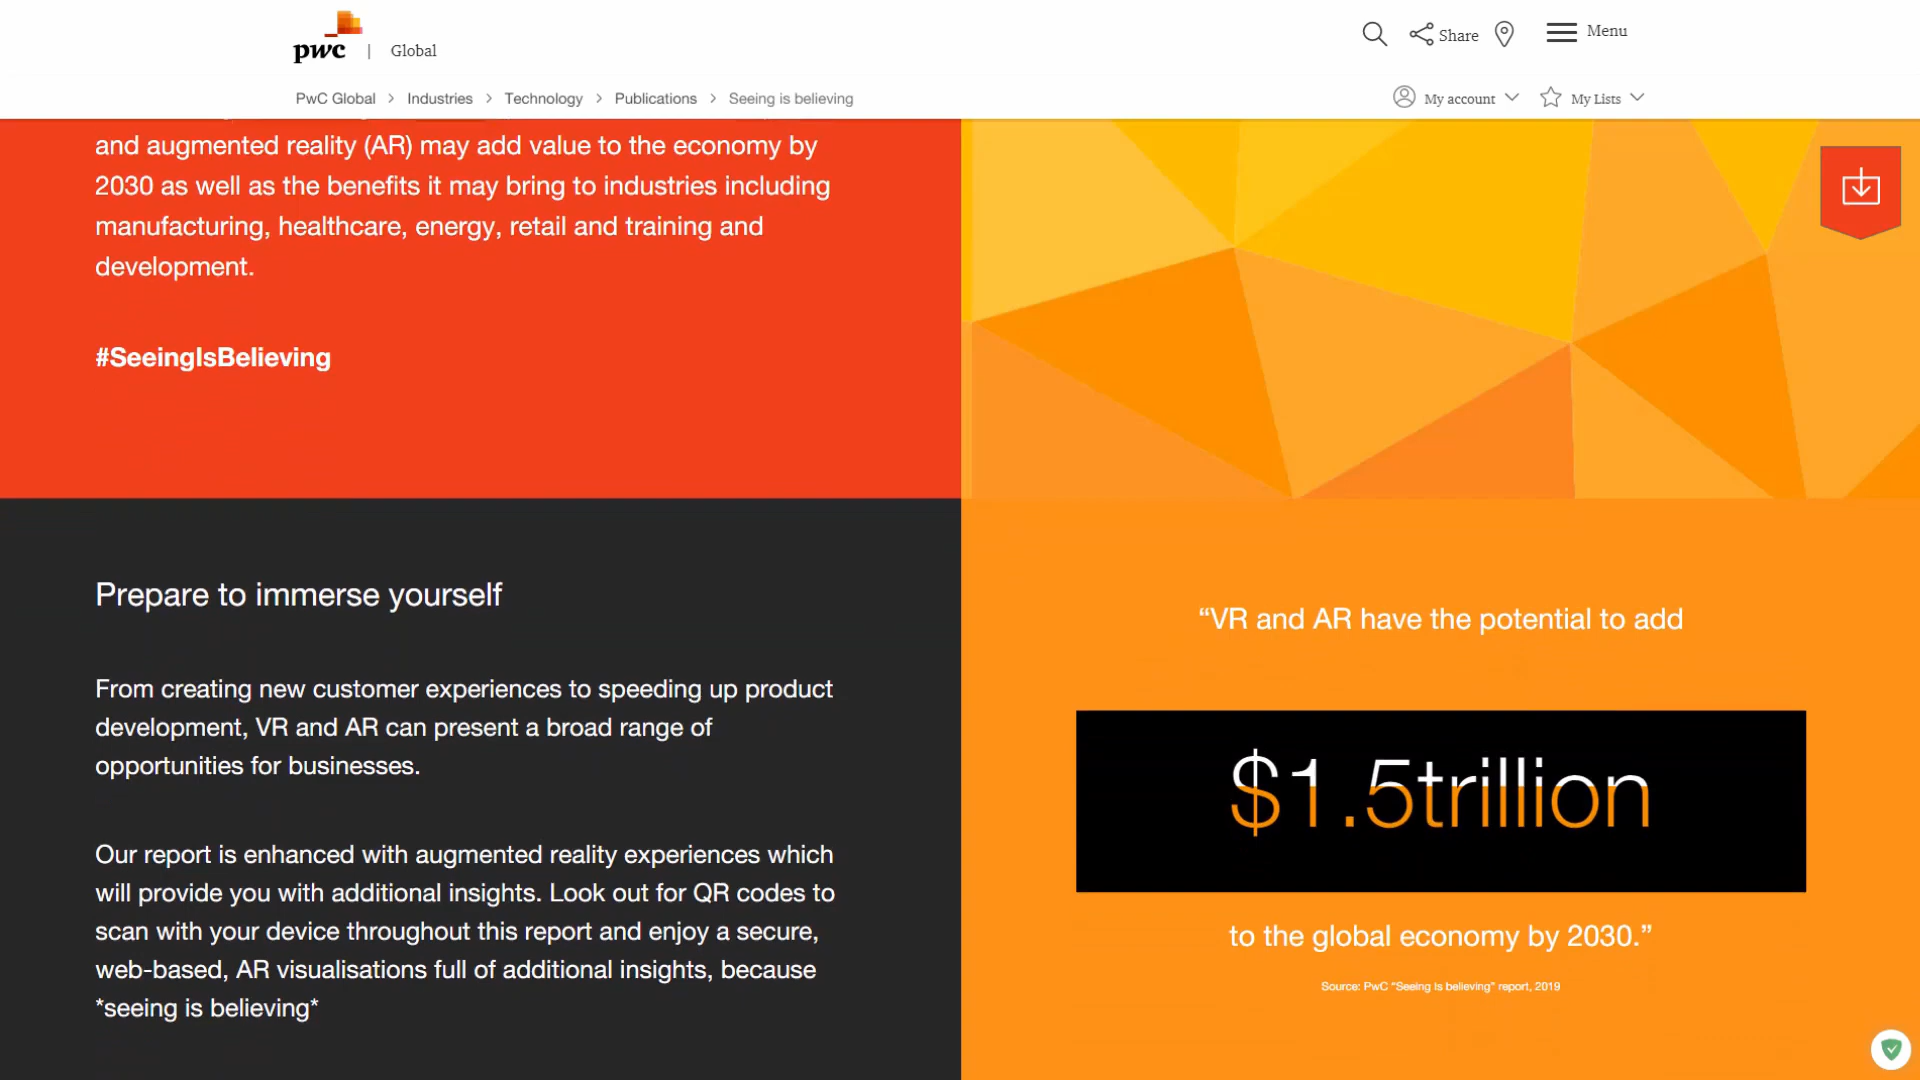 pwc | Global
Share
Menu
PwC Global > Industries > Technology > Publications > Seeing is believing
My account
My Lists
and augmented reality (AR) may add value to the economy by
2030 as well as the benefits it may bring to industries including
manufacturing, healthcare, energy, retail and training and
development.
#SeeingIsBelieving
Prepare to immerse yourself
From creating new customer experiences to speeding up product
development, VR and AR can present a broad range of
opportunities for businesses.
Our report is enhanced with augmented reality experiences which
will provide you with additional insights. Look out for QR codes to
scan with your device throughout this report and enjoy a secure,
web-based, AR visualisations full of additional insights, because
*seeing is believing*
“VR and AR have the potential to add
$1.5trillion
to the global economy by 2030.”
Source: PwC “Seeing is believing” report, 2019